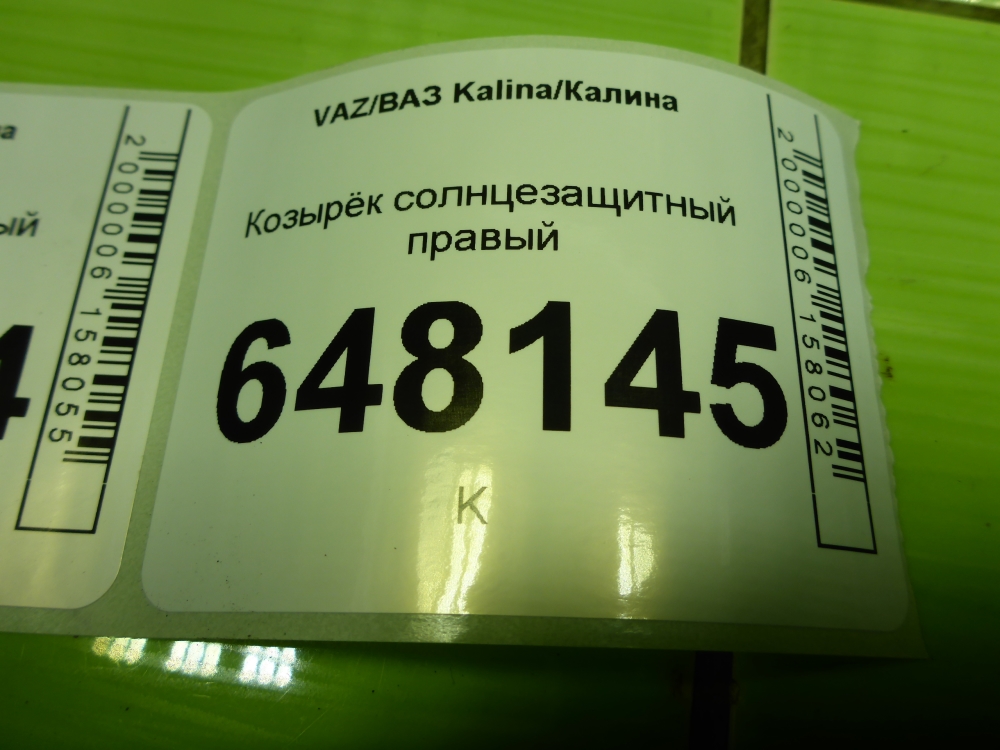 VAZ/ВАЗ Kalina/Калина
Козырёк солнцезащитный
правый
648145
К
2000006158062
2000006158055